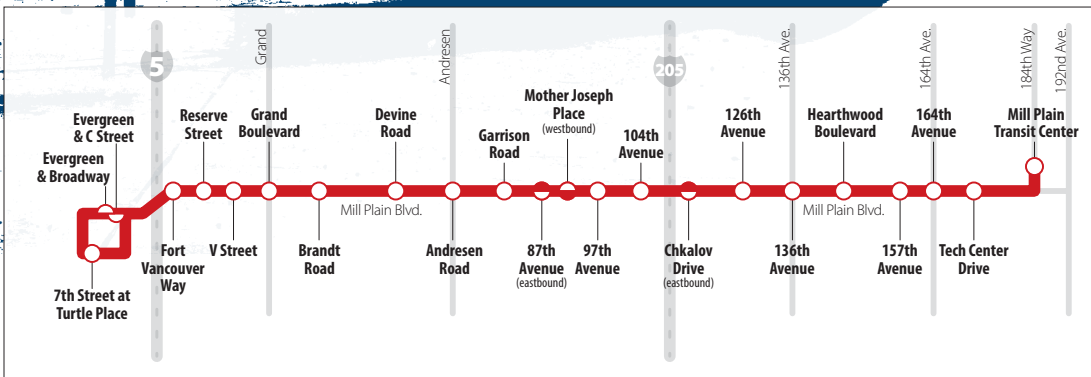 5
Grand
Andresen
205
136th Ave.
164th Ave.
184th Way
192nd Ave.
Evergreen
& C Street
Evergreen
& Broadway
7th Street at
Turtle Place
Fort
Vancouver
Way
Reserve
Street
V Street
Grand
Boulevard
Brandt
Road
Mill Plain Blvd.
Devine
Road
Andresen
Road
Garrison
Road
87th
Avenue
(eastbound)
Mother Joseph
Place
(westbound)
97th
Avenue
104th
Avenue
Chkalov
Drive
(eastbound)
126th
Avenue
136th
Avenue
Mill Plain Blvd.
Hearthwood
Boulevard
157th
Avenue
164th
Avenue
Tech Center
Drive
Mill Plain
Transit Center